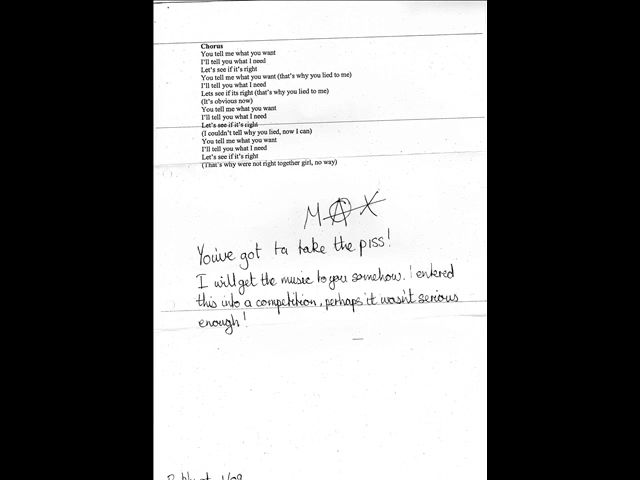 Chorus
You tell me what you want
I'll tell you what I need
Let's see if it's right
You tell me what you want (that's why you lied to me)
I'll tell you what I need
Lets see if its right (that's why you lied to me)
(It's obvious now)
You tell me what you want
I'll tell you what I need
Let's see if it's right
(I couldn't tell why you lied, now I can)
You tell me what you want
I'll tell you what I need
Let's see if it's right
(That's why were not right together girl, no way)
MAX
You've got ta take the piss!
I will get the music to you somehow. I entered
this into a competition, perhaps it wasn't serious
enough!